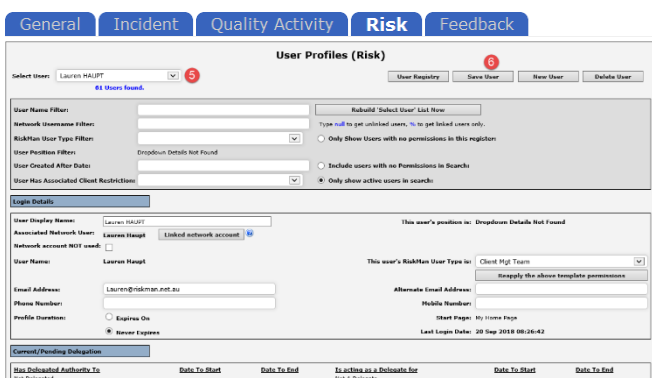 General Incident Quality Activity Risk Feedback
User Profiles (Risk)
6
Select User: Lauren HAUPT 5 User Registry Save User New User Delete User
81 Users found.
User Name Filter: Rebuild 'Select User' List Now
Network Username Filter: Type null to get unlinked users, % to get linked users only.
RiskMan User Type Filter: Only Show Users with no permissions in this register:
User Position Filter: Dropdown Details Not Found
User Created After Date: Include users with no Permissions in Search:
User Has Associated Client Restriction: Only show active users in search:
Login Details
User Display Name: Lauren HAUPT This user's position is: Dropdown Details Not Found
Associated Network User: Lauren Haupt Linked network account
Network account NOT used:
User Name: Lauren Haupt This user's RiskMan User Type is: Client Mgt Team
Reapply the above template permissions
Email Address: Lauren@riskman.net.au Alternate Email Address:
Phone Number: Mobile Number:
Profile Duration: Expires On Start Page: My Home Page
Never Expires Last Login Date: 20 Sep 2018 08:26:42
Current/Pending Delegation
Has Delegated Authority To Date To Start Date To End Is acting as a Delegate for Date To Start Date To End
Not Delegated Not A Delegate